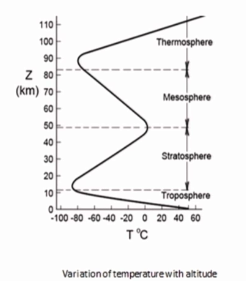 110
100
90
80
70
60
50
40
30
20
10
0
Z
(km)
Thermosphere
Mesosphere
Stratosphere
Troposphere
-100 -80 -60 -40 -20 0 20 40 50 60
T °C
Variation of temperature with altitude